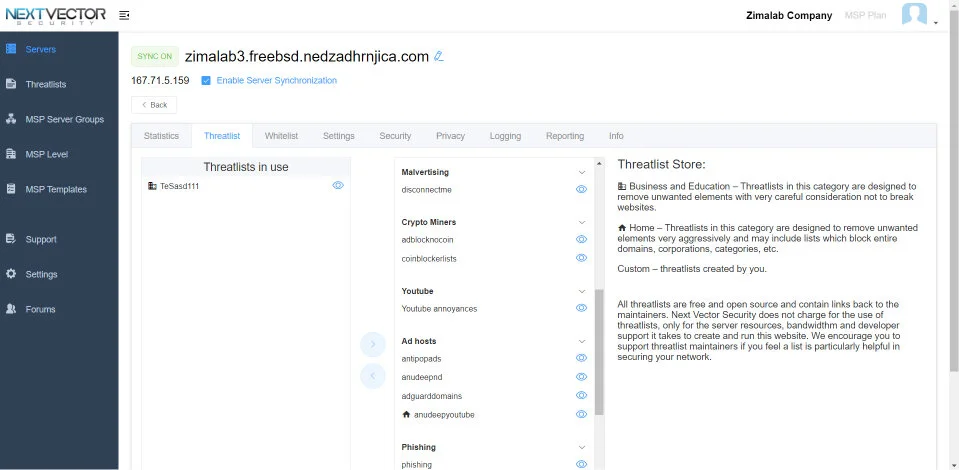 NEXTVECTOR
SECURITY
Zimalab Company
MSP Plan
Servers
Threatlists
MSP Server Groups
MSP Level
MSP Templates
Support
Settings
Forums
SYNC ON
zimalab3.freebsd.nedzadhrnjica.com
167.71.5.159
Enable Server Synchronization
Back
Statistics
Threatlist
Whitelist
Settings
Security
Privacy
Logging
Reporting
Info
Threatlists in use
TeSasd111
Malvertising
disconnectme
Crypto Miners
adblocknocoin
coinblockerlists
Youtube
Youtube annoyances
Ad hosts
antipopads
anudeepnd
adguarddomains
anudeepyoutube
Phishing
phishing
Threatlist Store:
Business and Education – Threatlists in this category are designed to
remove unwanted elements with very careful consideration not to break
websites.
Home – Threatlists in this category are designed to remove unwanted
elements very aggressively and may include lists which block entire
domains, corporations, categories, etc.
Custom – threatlists created by you.
All threatlists are free and open source and contain links back to the
maintainers. Next Vector Security does not charge for the use of
threatlists, only for the server resources, bandwidthm and developer
support it takes to create and run this website. We encourage you to
support threatlist maintainers if you feel a list is particularly helpful in
securing your network.